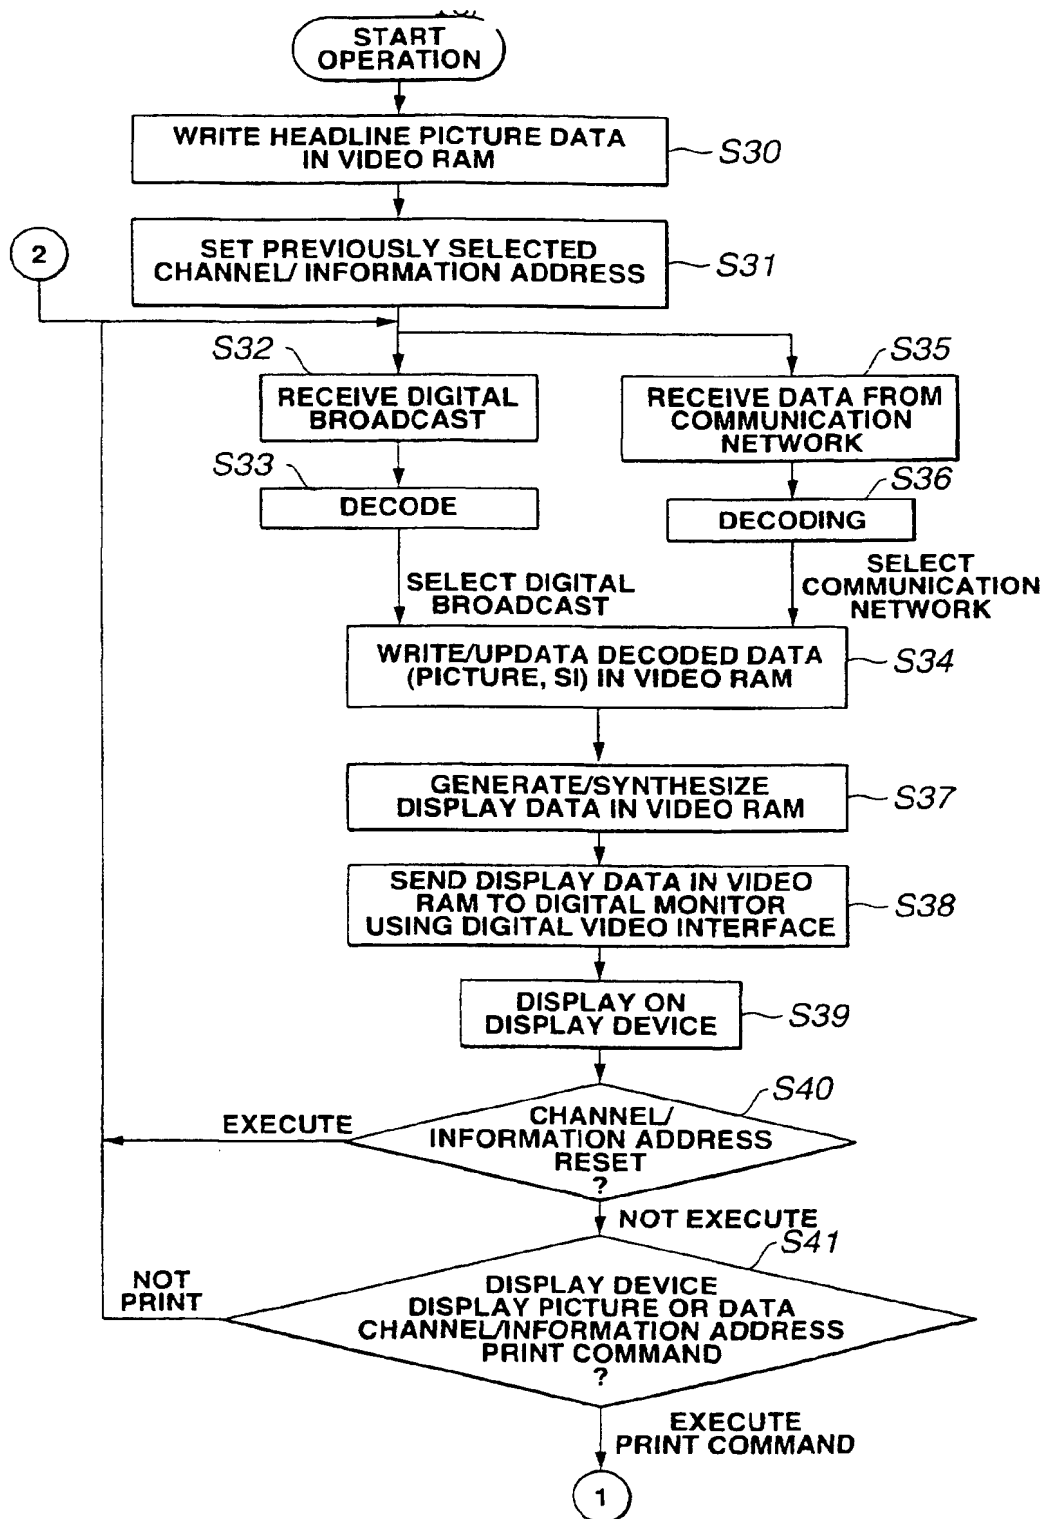 START
OPERATION
WRITE HEADLINE PICTURE DATA
IN VIDEO RAM
S30
SET PREVIOUSLY SELECTED
CHANNEL/ INFORMATION ADDRESS
S31
2
S32
RECEIVE DIGITAL
BROADCAST
S35
RECEIVE DATA FROM
COMMUNICATION
NETWORK
S33
DECODE
S36
DECODING
SELECT DIGITAL
BROADCAST
SELECT
COMMUNICATION
NETWORK
WRITE/UPDATA DECODED DATA
(PICTURE, SI) IN VIDEO RAM
S34
GENERATE/SYNTHESIZE
DISPLAY DATA IN VIDEO RAM
S37
SEND DISPLAY DATA IN VIDEO
RAM TO DIGITAL MONITOR
USING DIGITAL VIDEO INTERFACE
S38
DISPLAY ON
DISPLAY DEVICE
S39
S40
EXECUTE
CHANNEL/
INFORMATION ADDRESS
RESET
?
NOT EXECUTE
S41
NOT
PRINT
DISPLAY DEVICE
DISPLAY PICTURE OR DATA
CHANNEL/INFORMATION ADDRESS
PRINT COMMAND
?
EXECUTE
PRINT COMMAND
1